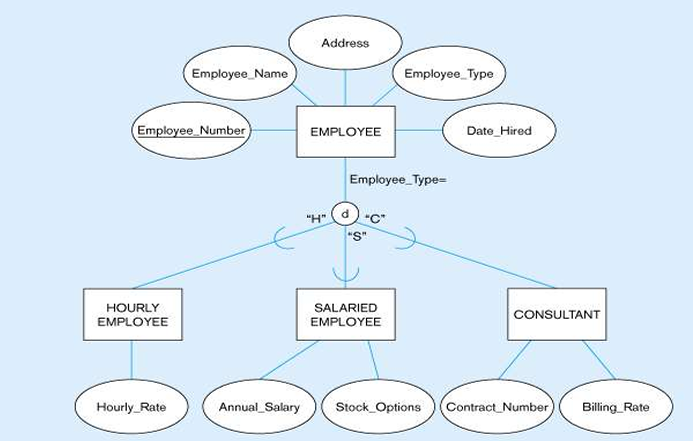 Address
Employee_Name
Employee_Type
Employee_Number
EMPLOYEE
Date_Hired
Employee_Type=
“H”
d
“C”
“S”
HOURLY
EMPLOYEE
SALARIED
EMPLOYEE
CONSULTANT
Hourly_Rate
Annual_Salary
Stock_Options
Contract_Number
Billing_Rate